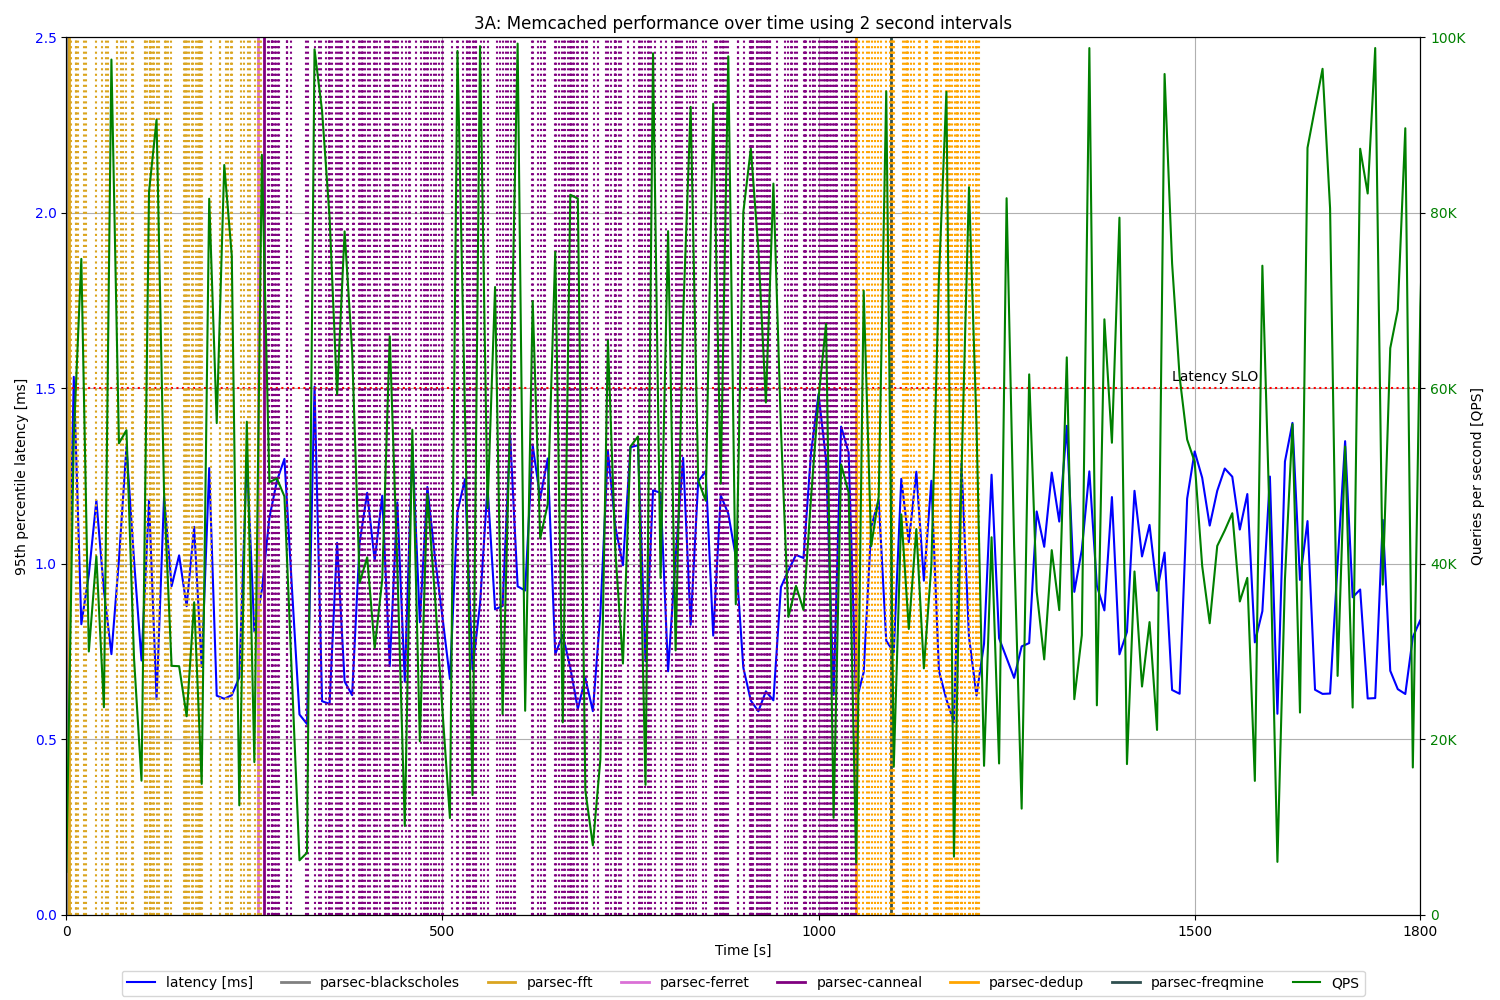 3A: Memcached performance over time using 2 second intervals
2.5
2.0
1.5
1.0
0.5
0.0
95th percentile latency [ms]
100K
80K
60K
40K
20K
0
Queries per second [QPS]
Latency SLO
0
500
1000
1500
1800
Time [s]
latency [ms]
parsec-blackscholes
parsec-fft
parsec-ferret
parsec-canneal
parsec-dedup
parsec-freqmine
QPS